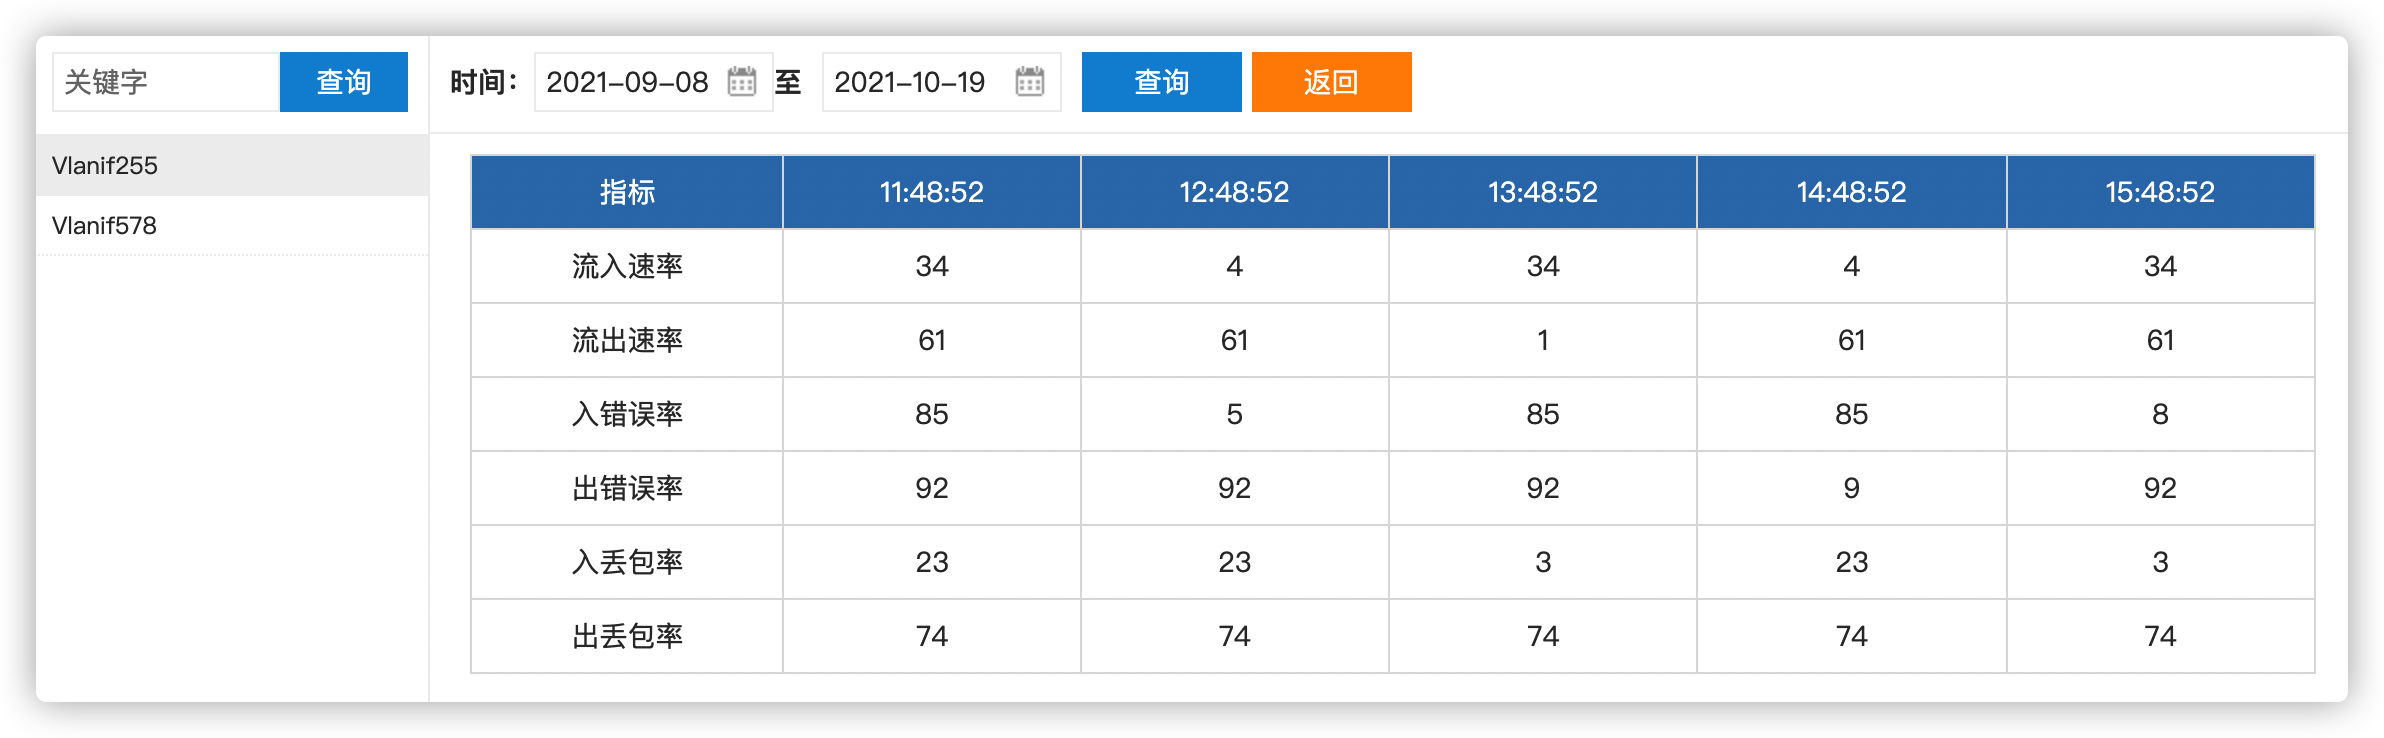 关键字 查询 时间： 2021-09-08 至 2021-10-19 查询 返回
Vlanif255
Vlanif578
指标 11:48:52 12:48:52 13:48:52 14:48:52 15:48:52
流入速率 34 4 34 4 34
流出速率 61 61 1 61 61
入错误率 85 5 85 85 8
出错误率 92 92 92 9 92
入丢包率 23 23 3 23 3
出丢包率 74 74 74 74 74